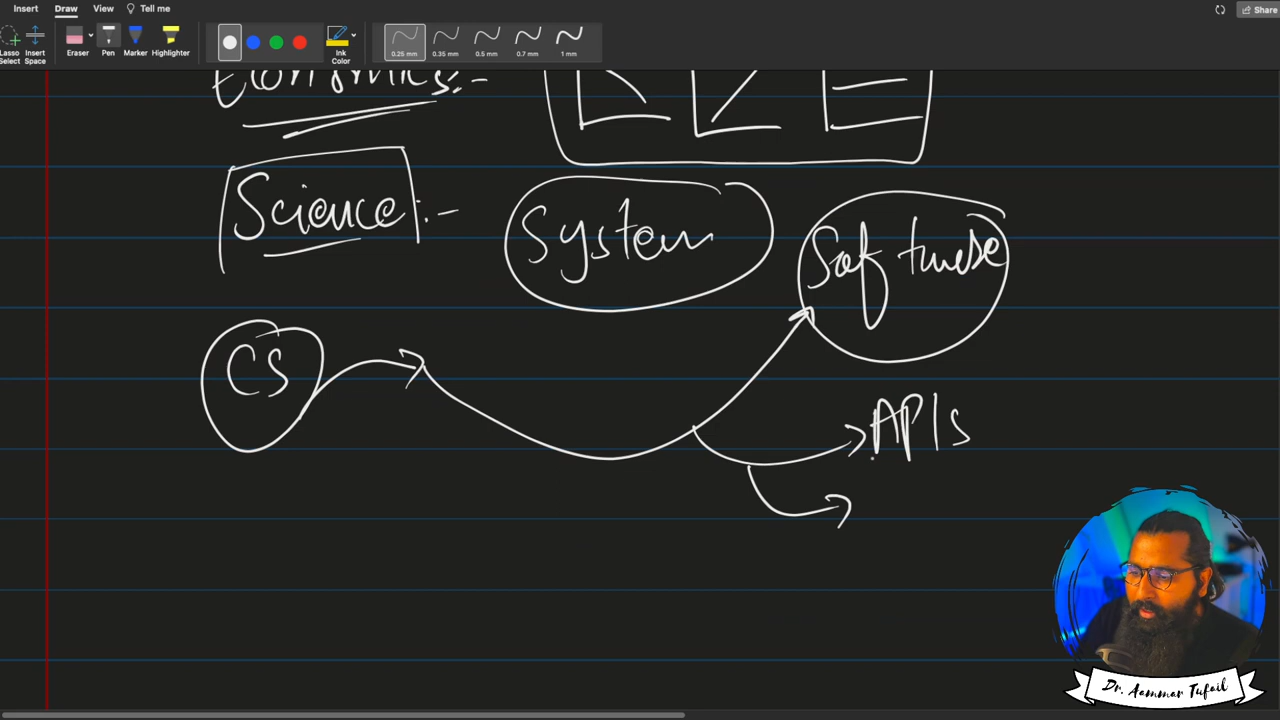 Insert Draw View Tell me Share
Lasso Select Insert Space Eraser Pen Marker Highlighter Ink Color 0.25 mm 0.35 mm 0.5 mm 0.7 mm 1 mm
Economics:-
Science:- System Software
CS
APIs
Dr. Aammar Tufail